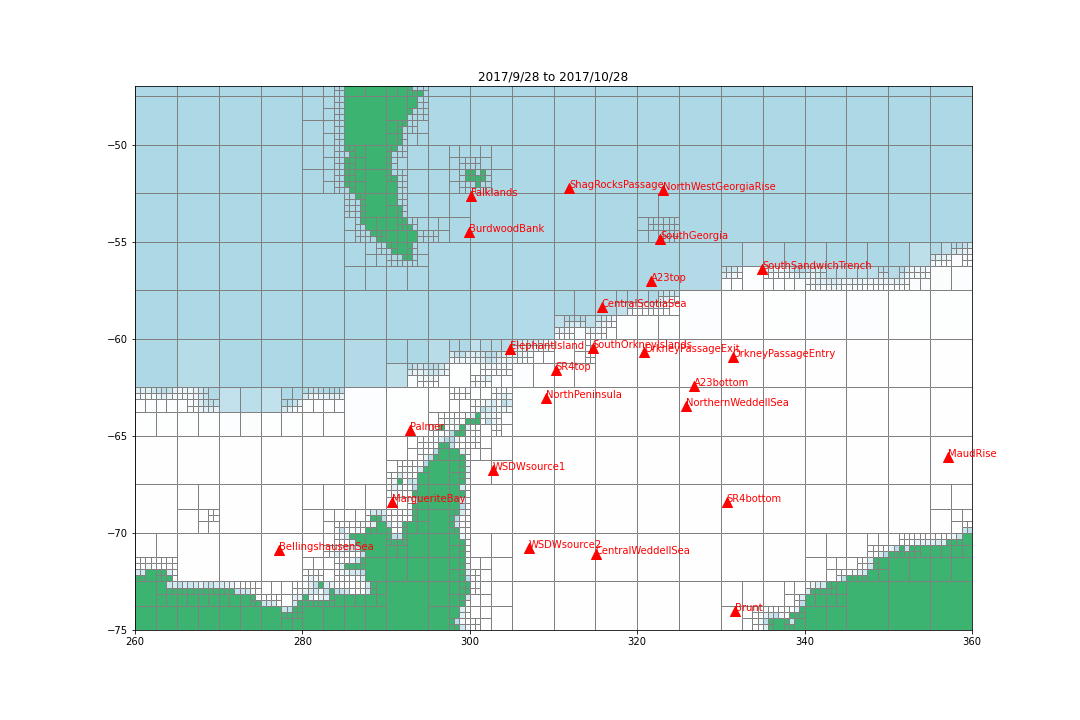 2017/9/28 to 2017/10/28
−50
ShagRocksPassage
NorthWestGeorgiaRise
Falklands
BurdwoodBank
SouthGeorgia
−55
SouthSandwichTrench
A23top
CentralScotiaSea
−60
ElephantIsland
SouthOrkneyIslands
OrkneyPassageExit
OrkneyPassageEntry
SR4top
A23bottom
NorthPeninsula
NorthernWeddellSea
−65
Palmer
MaudRise
WSDWsource1
MargueriteBay
SR4bottom
−70
BellingshausenSea
WSDWsource2
CentralWeddellSea
Brunt
−75
260
280
300
320
340
360